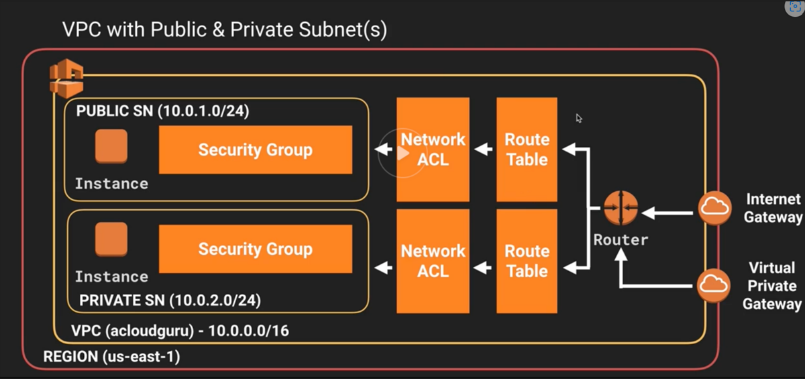 VPC with Public & Private Subnet(s)
PUBLIC SN (10.0.1.0/24)
Instance
Security Group
Network
ACL
Route
Table
Internet
Gateway
Router
Instance
Security Group
Network
ACL
Route
Table
Virtual
Private
Gateway
PRIVATE SN (10.0.2.0/24)
VPC (acloudguru) - 10.0.0.0/16
REGION (us-east-1)